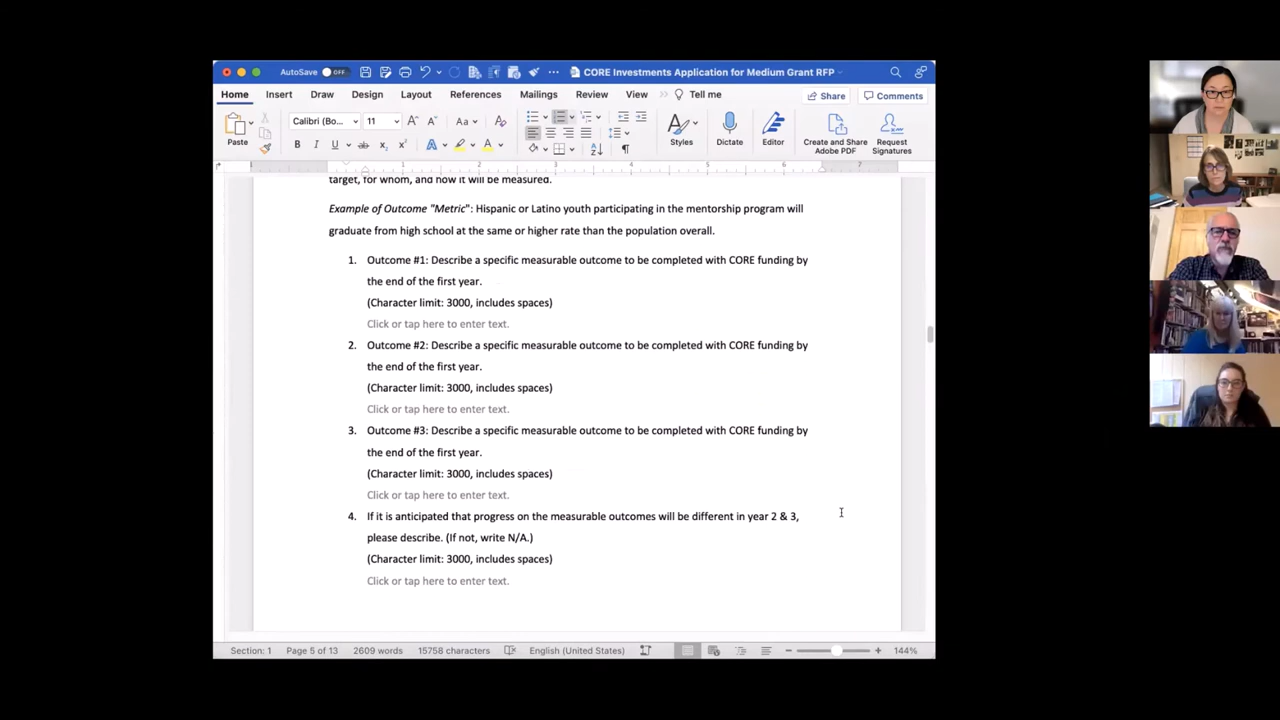 AutoSave OFF
CORE Investments Application for Medium Grant RFP
Home Insert Draw Design Layout References Mailings Review View Tell me
Share Comments
Paste
Calibri (Bo... 11
Styles Dictate Editor Create and Share Adobe PDF Request Signatures
1 1 2 3 4 5 6 7
target, for whom, and how it will be measured.
Example of Outcome "Metric": Hispanic or Latino youth participating in the mentorship program will
graduate from high school at the same or higher rate than the population overall.
1. Outcome #1: Describe a specific measurable outcome to be completed with CORE funding by
the end of the first year.
(Character limit: 3000, includes spaces)
Click or tap here to enter text.
2. Outcome #2: Describe a specific measurable outcome to be completed with CORE funding by
the end of the first year.
(Character limit: 3000, includes spaces)
Click or tap here to enter text.
3. Outcome #3: Describe a specific measurable outcome to be completed with CORE funding by
the end of the first year.
(Character limit: 3000, includes spaces)
Click or tap here to enter text.
4. If it is anticipated that progress on the measurable outcomes will be different in year 2 & 3,
please describe. (If not, write N/A.)
(Character limit: 3000, includes spaces)
Click or tap here to enter text.
Section: 1 Page 5 of 13 2609 words 15758 characters English (United States) 144%